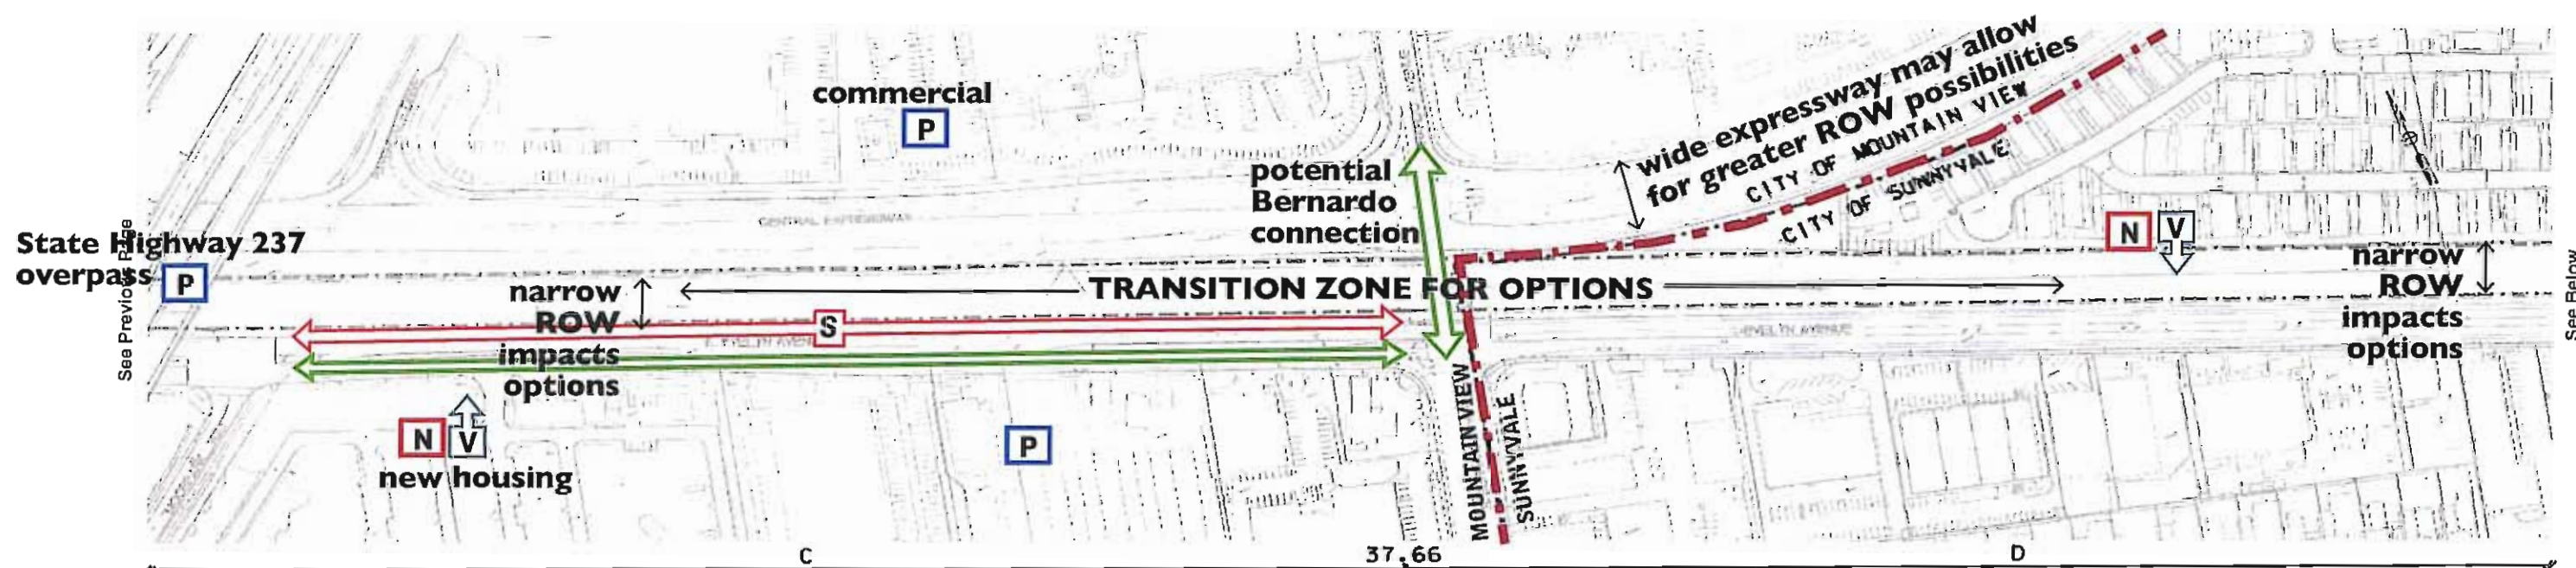 commercial
P
wide expressway may allow
for greater ROW possibilities
CITY OF MOUNTAIN VIEW
CITY OF SUNNYVALE
potential
Bernardo
connection
CENTRAL EXPRESSWAY
State Highway 237
overpass
P
See Previous Page
narrow
ROW
impacts
options
TRANSITION ZONE FOR OPTIONS
S
E. EVELYN AVENUE
EVELYN AVENUE
N
V
narrow
ROW
impacts
options
See Below
N
V
new housing
P
MOUNTAIN VIEW
SUNNYVALE
C
37.66
D